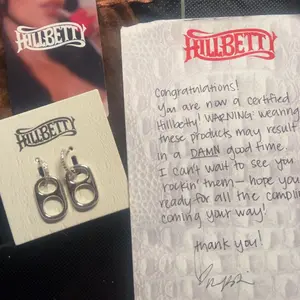 HILLBETTY
HILLBETTY
HILLBETTY
Congratulations!
You are now a certified
Hillbetty! WARNING: wearing
these products may result
in a DAMN good time.
I can't wait to see you
rockin' them - hope you
ready for all the compli
coming your way!
thank you!